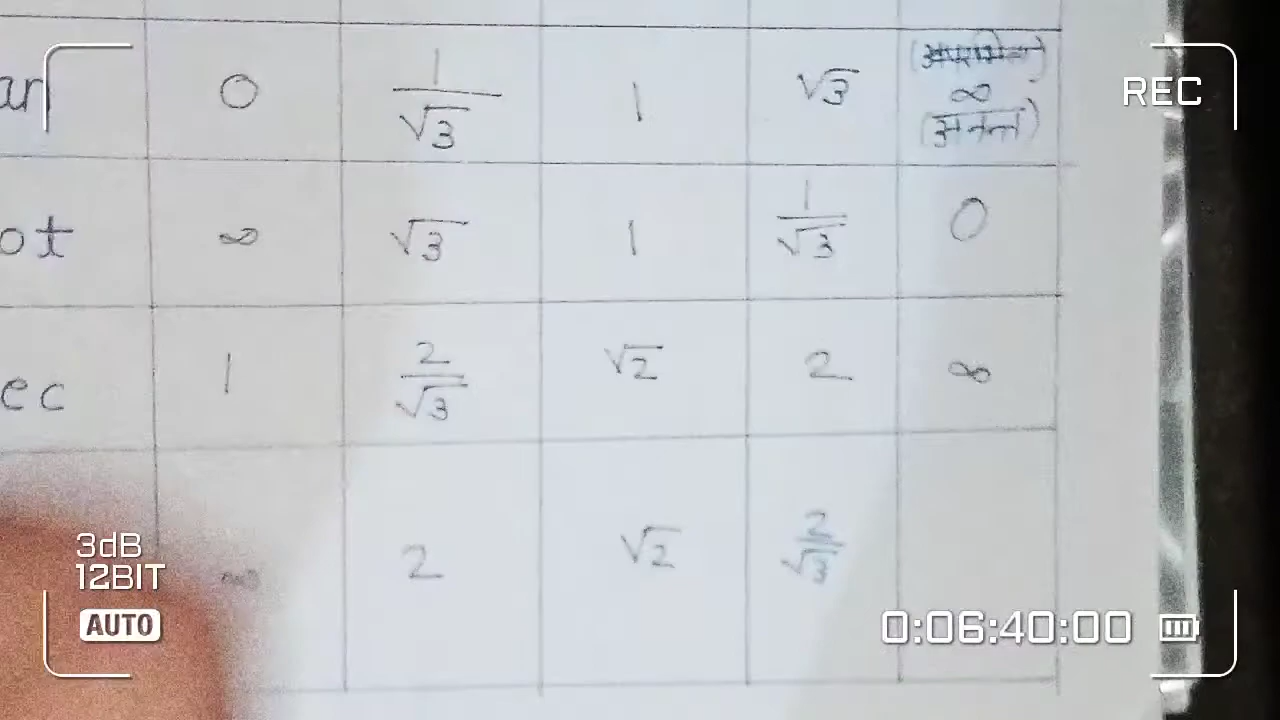 an 0 1/√3 1 √3 ∞ (अनन्त)
ot ∞ √3 1 1/√3 0
ec 1 2/√3 √2 2 ∞
∞ 2 √2 2/√3
REC
3dB
12BIT
AUTO
0:06:40:00